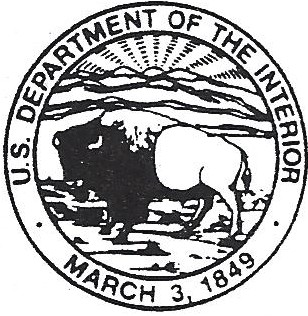 U.S. DEPARTMENT OF THE INTERIOR
MARCH 3, 1849